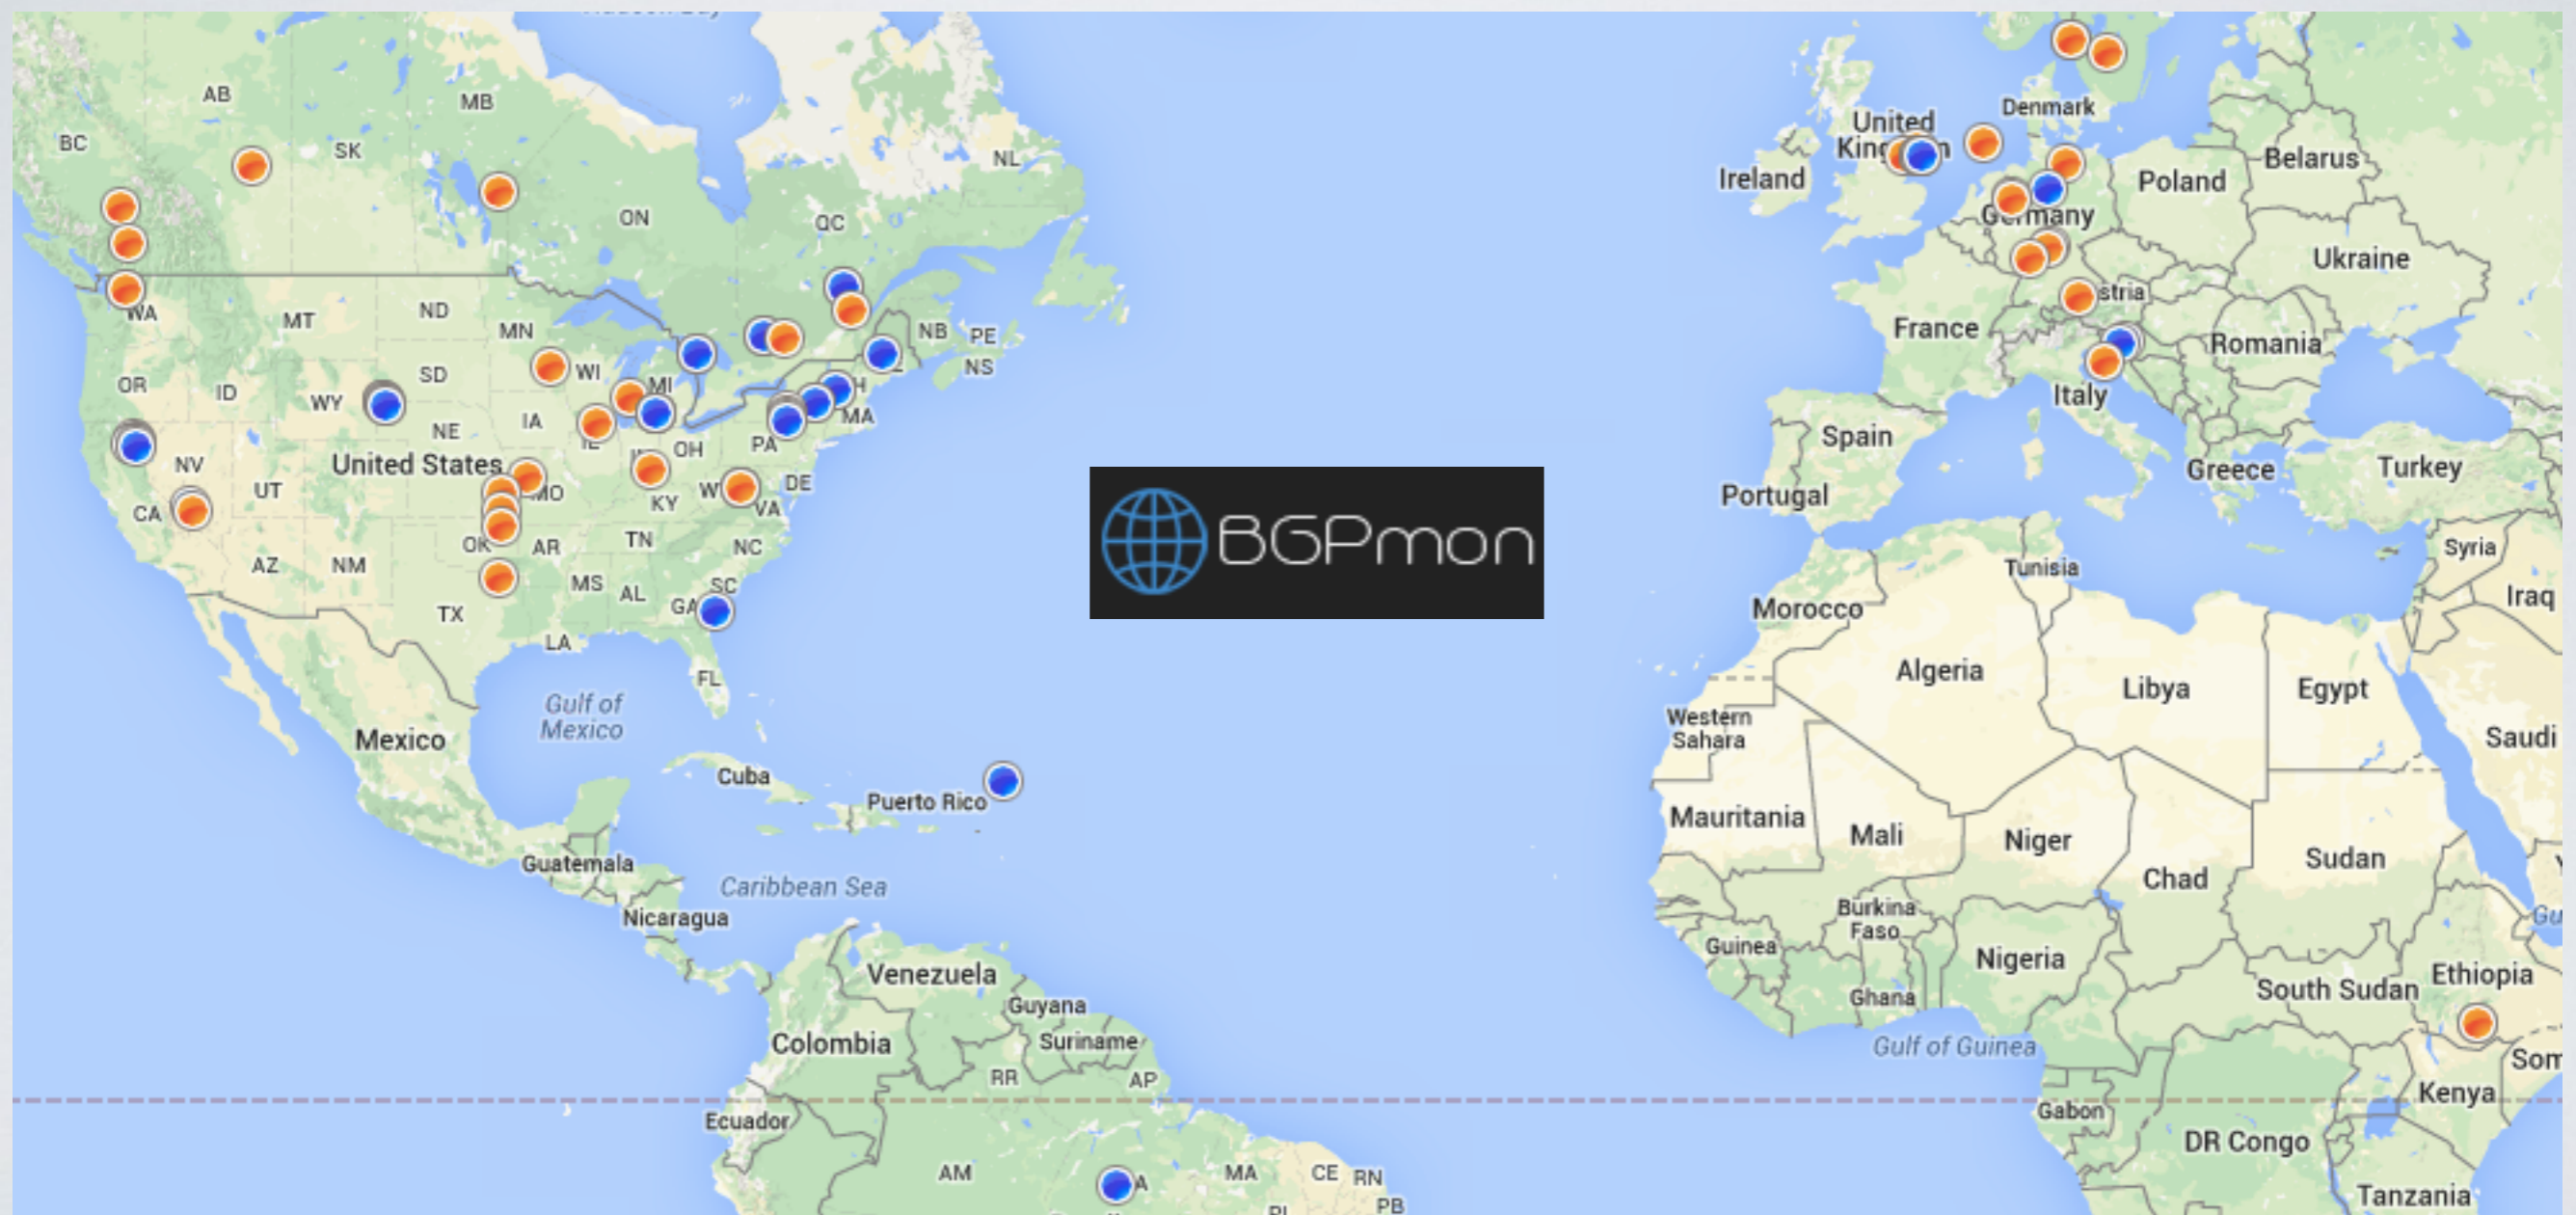 AB
MB
BC
SK
NL
ON
QC
WA
MT
ND
MN
NB
PE
NS
OR
ID
WY
SD
WI
MI
NE
IA
MA
PA
OH
NV
United States
UT
MO
KY
VA
DE
CA
OK
AR
TN
NC
AZ
NM
MS
AL
SC
GA
TX
LA
FL
Gulf of
Mexico
Mexico
Cuba
Puerto Rico
Guatemala
Caribbean Sea
Nicaragua
Venezuela
Guyana
Colombia
Suriname
RR
AP
Ecuador
AM
MA
CE
RN
PB
BGPmon
Denmark
United
Ireland
Belarus
Poland
Germany
Ukraine
stria
France
Romania
Italy
Spain
Greece
Turkey
Portugal
Syria
Tunisia
Iraq
Morocco
Algeria
Libya
Egypt
Western
Sahara
Saudi
Mauritania
Mali
Niger
Sudan
Chad
Burkina
Faso
Guinea
Nigeria
Ethiopia
South Sudan
Ghana
Gulf of Guinea
Som
Kenya
Gabon
DR Congo
Tanzania